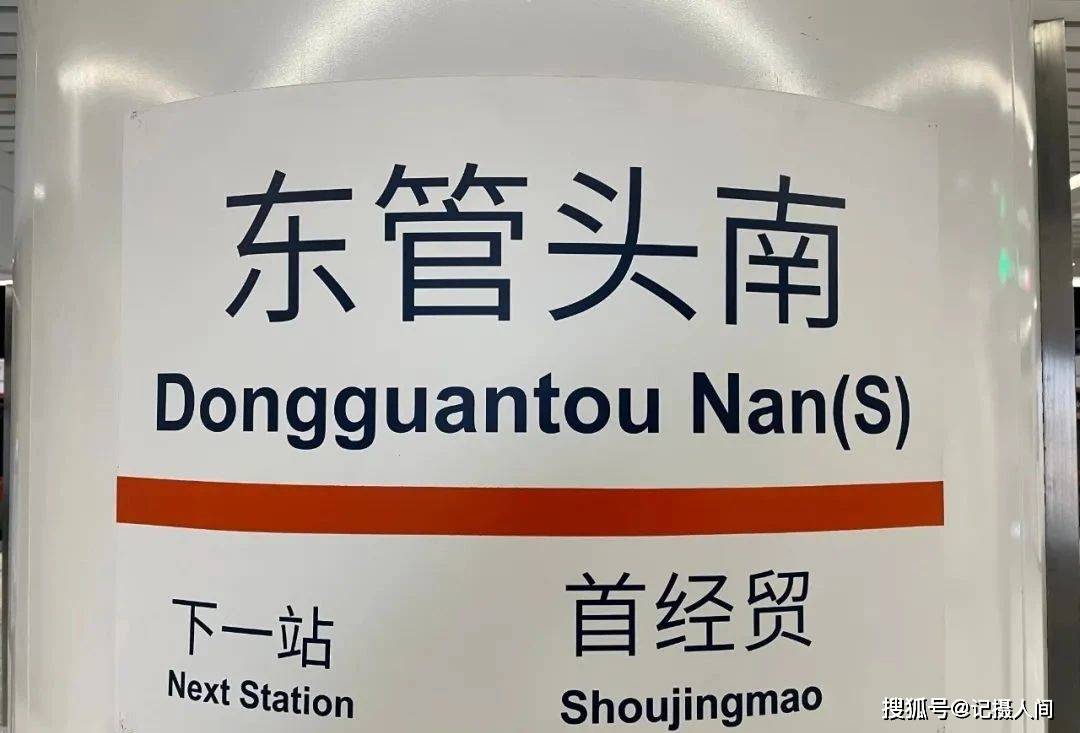 东管头南
Dongguantou Nan(S)
下一站
Next Station
首经贸
Shoujingmao
搜狐号@记摄人间